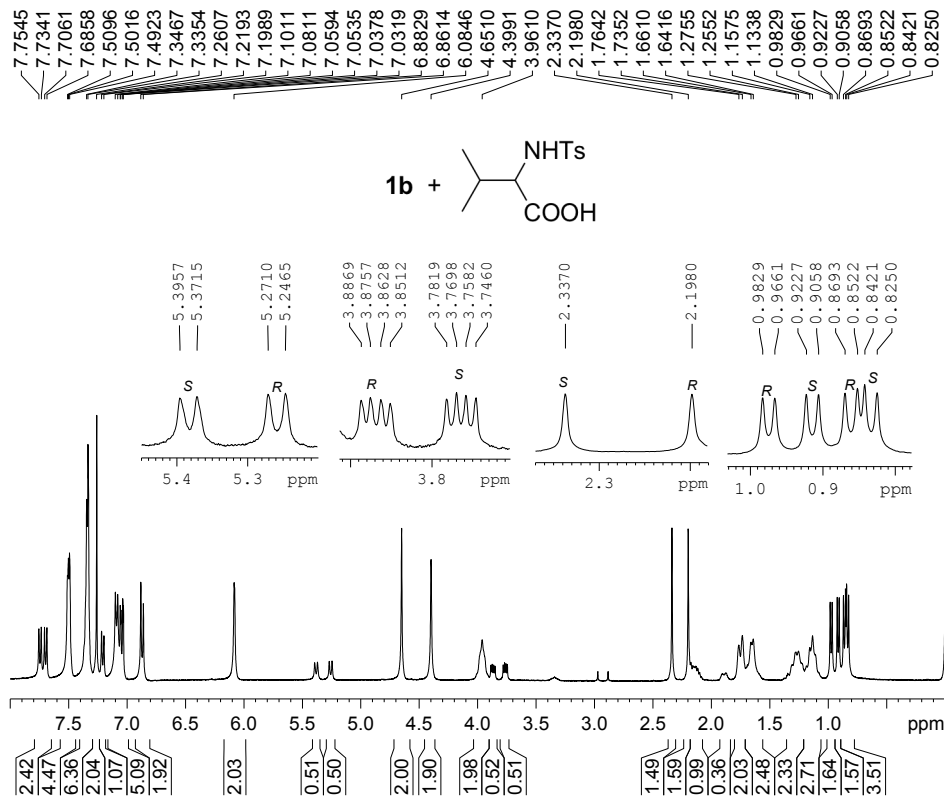 7.7545 7.7341 7.7061 7.6858 7.5096 7.5016 7.4923 7.3467 7.3354 7.2607 7.2193 7.1989 7.1011 7.0811 7.0594 7.0535 7.0378 7.0319 6.8829 6.8614 6.0846 4.6510 4.3991 3.9610 2.3370 2.1980 1.7642 1.7352 1.6610 1.6416 1.2755 1.2552 1.1575 1.1338 0.9829 0.9661 0.9227 0.9058 0.8693 0.8522 0.8421 0.8250
NHTs
1b +
COOH
5.3957 5.3715 5.2710 5.2465 3.8869 3.8757 3.8628 3.8512 3.7819 3.7698 3.7582 3.7460 2.3370 2.1980 0.9829 0.9661 0.9227 0.9058 0.8693 0.8522 0.8421 0.8250
S R R S S R R S R S
5.4 5.3 ppm 3.8 ppm 2.3 ppm 1.0 0.9 ppm
7.5 7.0 6.5 6.0 5.5 5.0 4.5 4.0 3.5 3.0 2.5 2.0 1.5 1.0 ppm
2.42 4.47 6.36 2.04 1.07 5.09 1.92 2.03 0.51 0.50 2.00 1.90 1.98 0.52 0.51 1.49 1.59 0.99 0.36 2.03 2.48 2.33 2.71 1.64 1.57 3.51